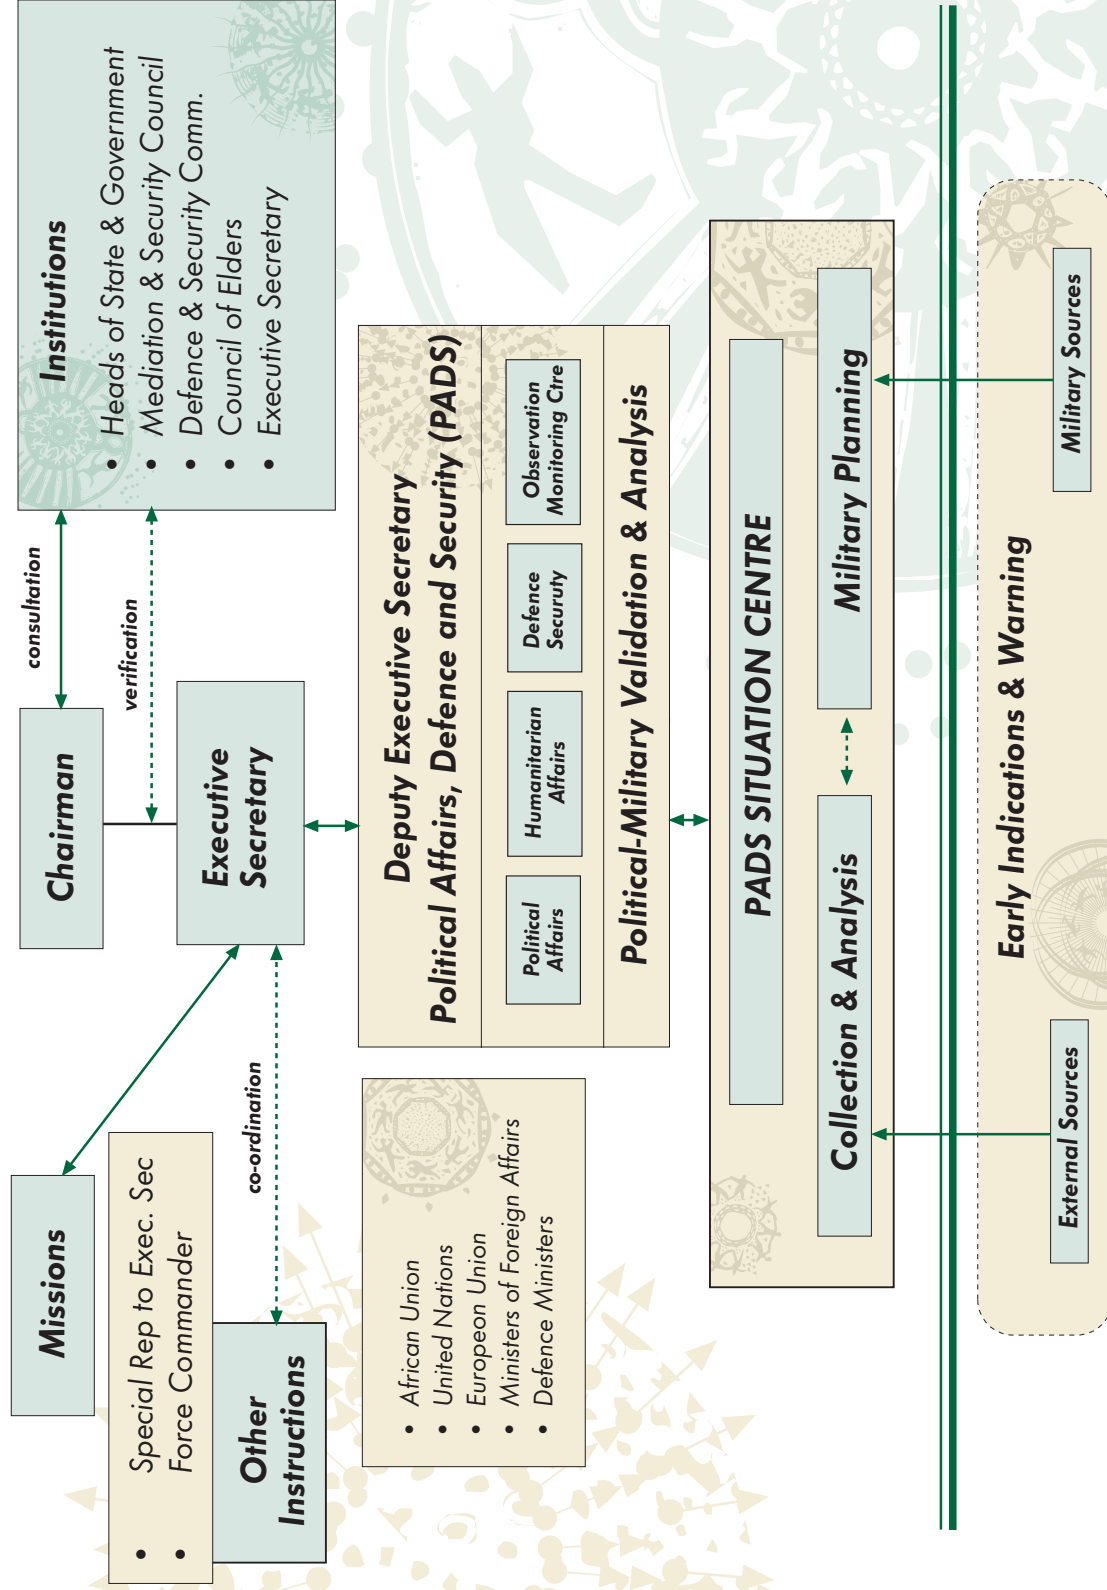 Missions
• Special Rep to Exec. Sec
• Force Commander
Other
Instructions
• African Union
• United Nations
• European Union
• Ministers of Foreign Affairs
• Defence Ministers
co-ordination
Chairman
Executive
Secretary
consultation
verification
Institutions
• Heads of State & Government
• Mediation & Security Council
• Defence & Security Comm.
• Council of Elders
• Executive Secretary
Deputy Executive Secretary
Political Affairs, Defence and Security (PADS)
Political
Affairs
Humanitarian
Affairs
Defence
Securuty
Observation
Monitoring Ctre
Political-Military Validation & Analysis
PADS SITUATION CENTRE
Collection & Analysis
Military Planning
Early Indications & Warning
External Sources
Military Sources